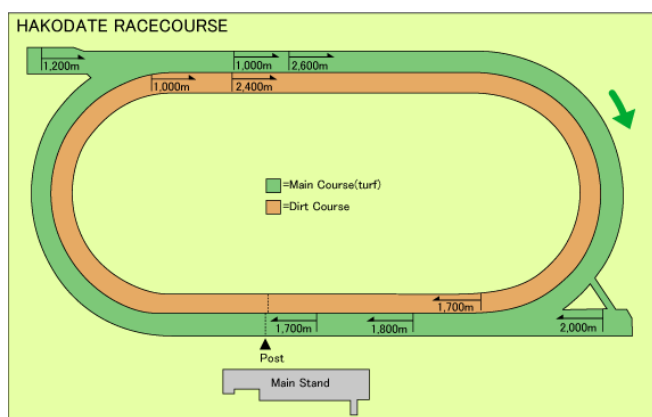 HAKODATE RACECOURSE
1,200m
1,000m
2,600m
1,000m
2,400m
=Main Course(turf)
=Dirt Course
1,700m
1,700m
1,800m
2,000m
Post
Main Stand